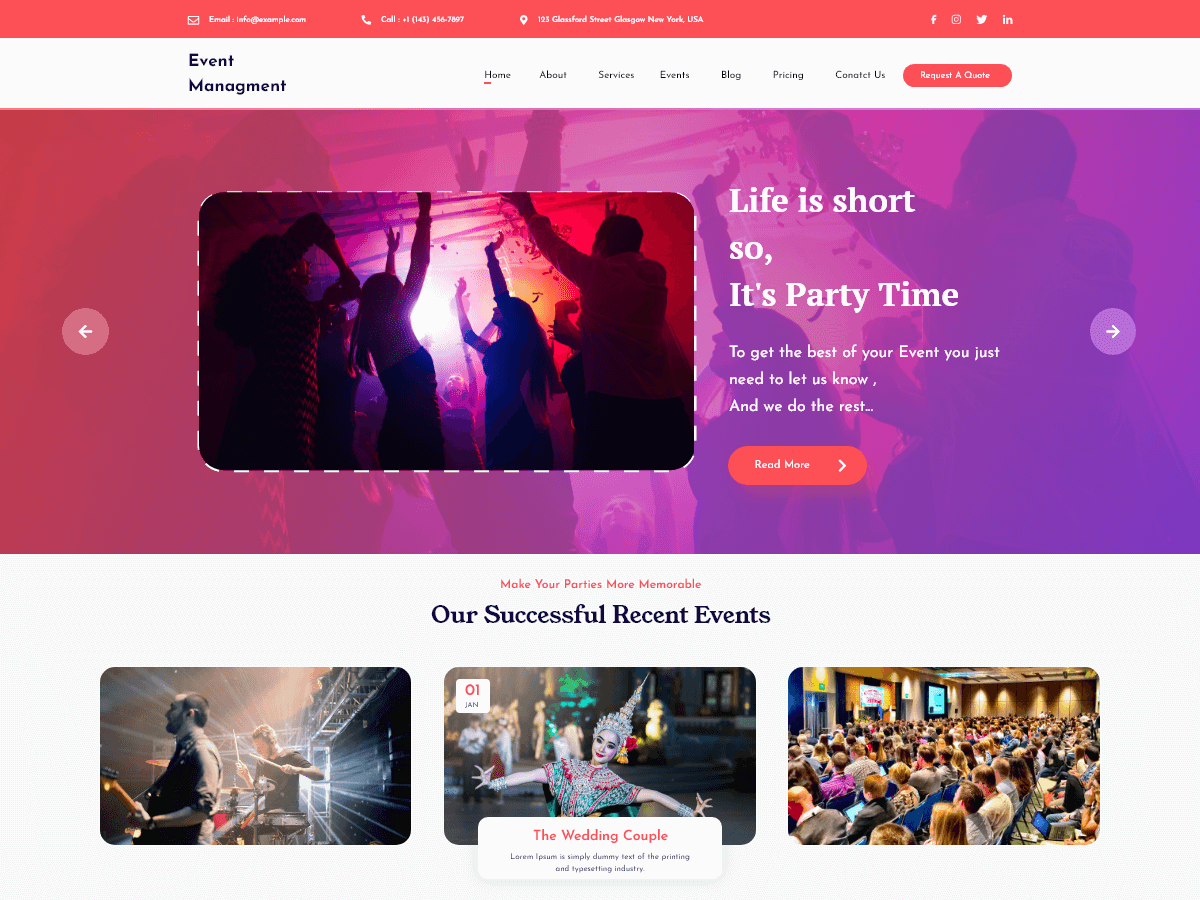 Email : info@example.com
Call : +1 (143) 456-7897
123 Glassford Street Glasgow New York, USA
Event
Managment
Home
About
Services
Events
Blog
Pricing
Conatct Us
Request A Quote
Life is short
so,
It's Party Time
To get the best of your Event you just
need to let us know ,
And we do the rest...
Read More
Make Your Parties More Memorable
Our Successful Recent Events
01
JAN
The Wedding Couple
Lorem Ipsum is simply dummy text of the printing
and typesetting industry.